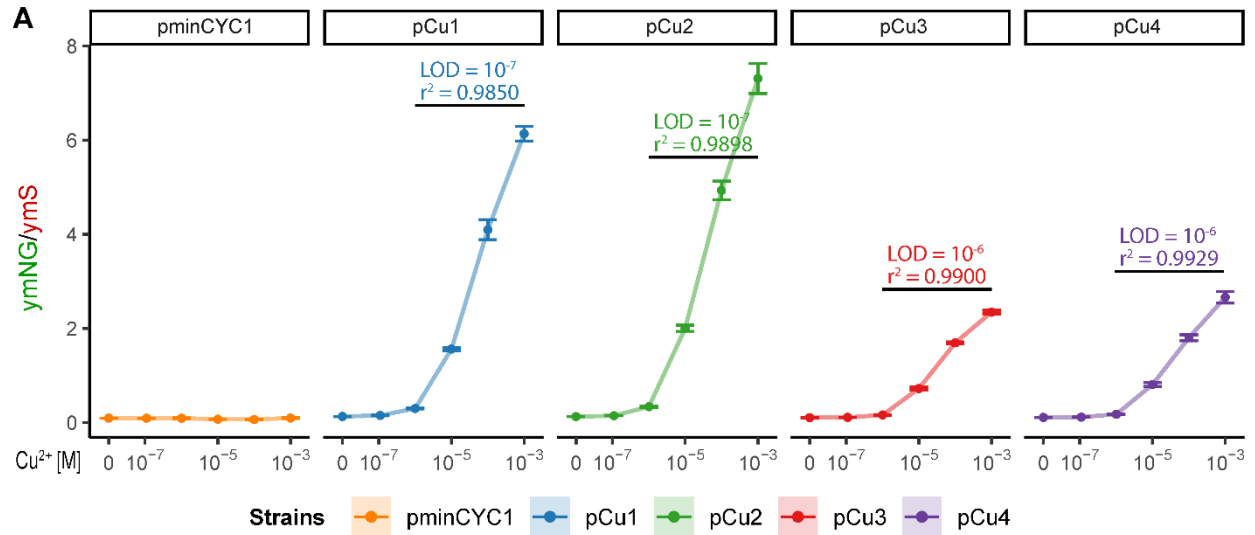 A
pminCYC1 pCu1 pCu2 pCu3 pCu4
ymNG/ymS
8
6
4
2
0
LOD = 10⁻⁷
r² = 0.9850
LOD = 10⁻⁷
r² = 0.9898
LOD = 10⁻⁶
r² = 0.9900
LOD = 10⁻⁶
r² = 0.9929
Cu²⁺ [M] 0 10⁻⁷ 10⁻⁵ 10⁻³ 0 10⁻⁷ 10⁻⁵ 10⁻³ 0 10⁻⁷ 10⁻⁵ 10⁻³ 0 10⁻⁷ 10⁻⁵ 10⁻³ 0 10⁻⁷ 10⁻⁵ 10⁻³
Strains pminCYC1 pCu1 pCu2 pCu3 pCu4